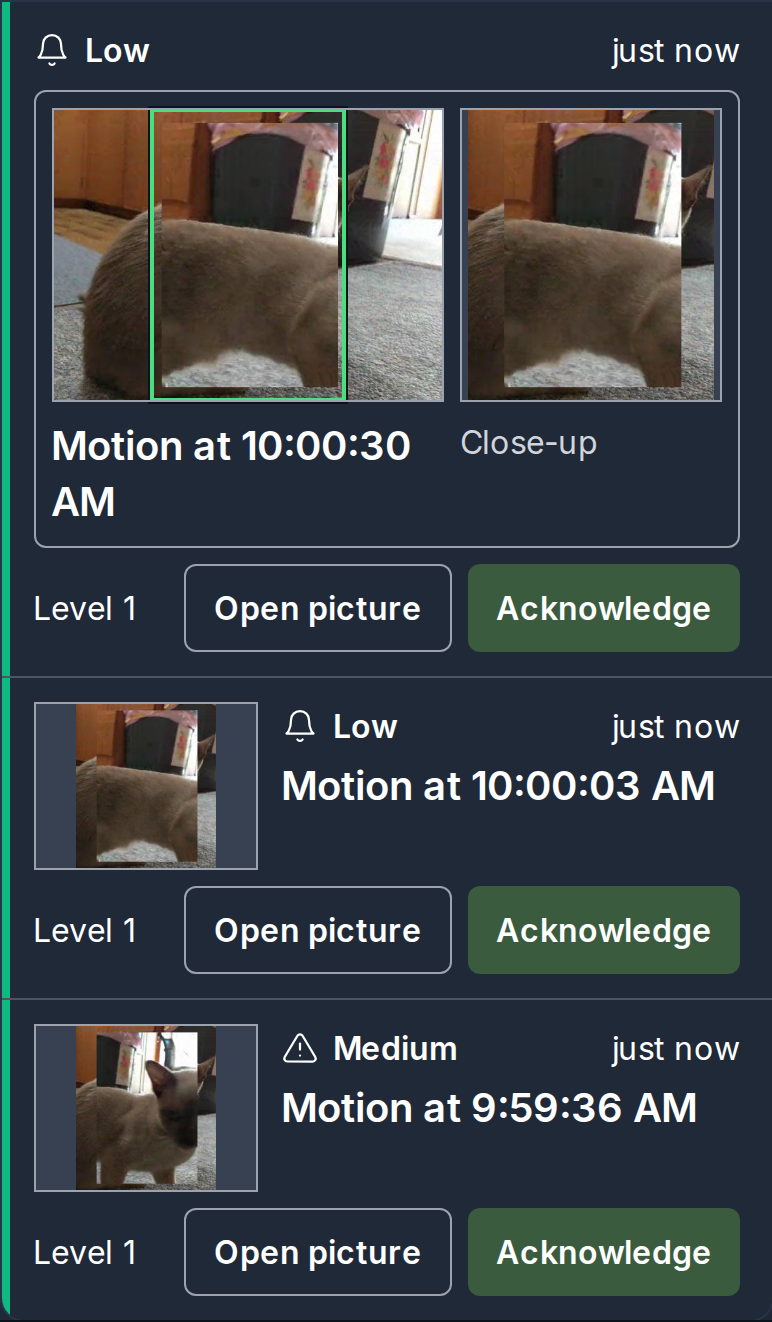 Low
just now
Motion at 10:00:30
AM
Close-up
Level 1
Open picture
Acknowledge
Low
just now
Motion at 10:00:03 AM
Level 1
Open picture
Acknowledge
Medium
just now
Motion at 9:59:36 AM
Level 1
Open picture
Acknowledge